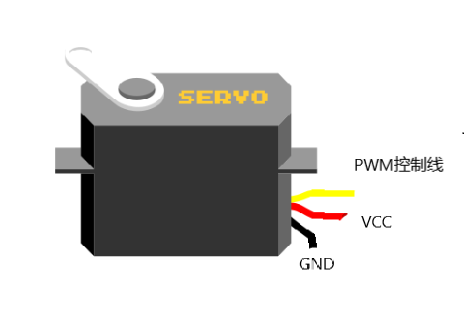 SERVO
PWM控制线
VCC
GND